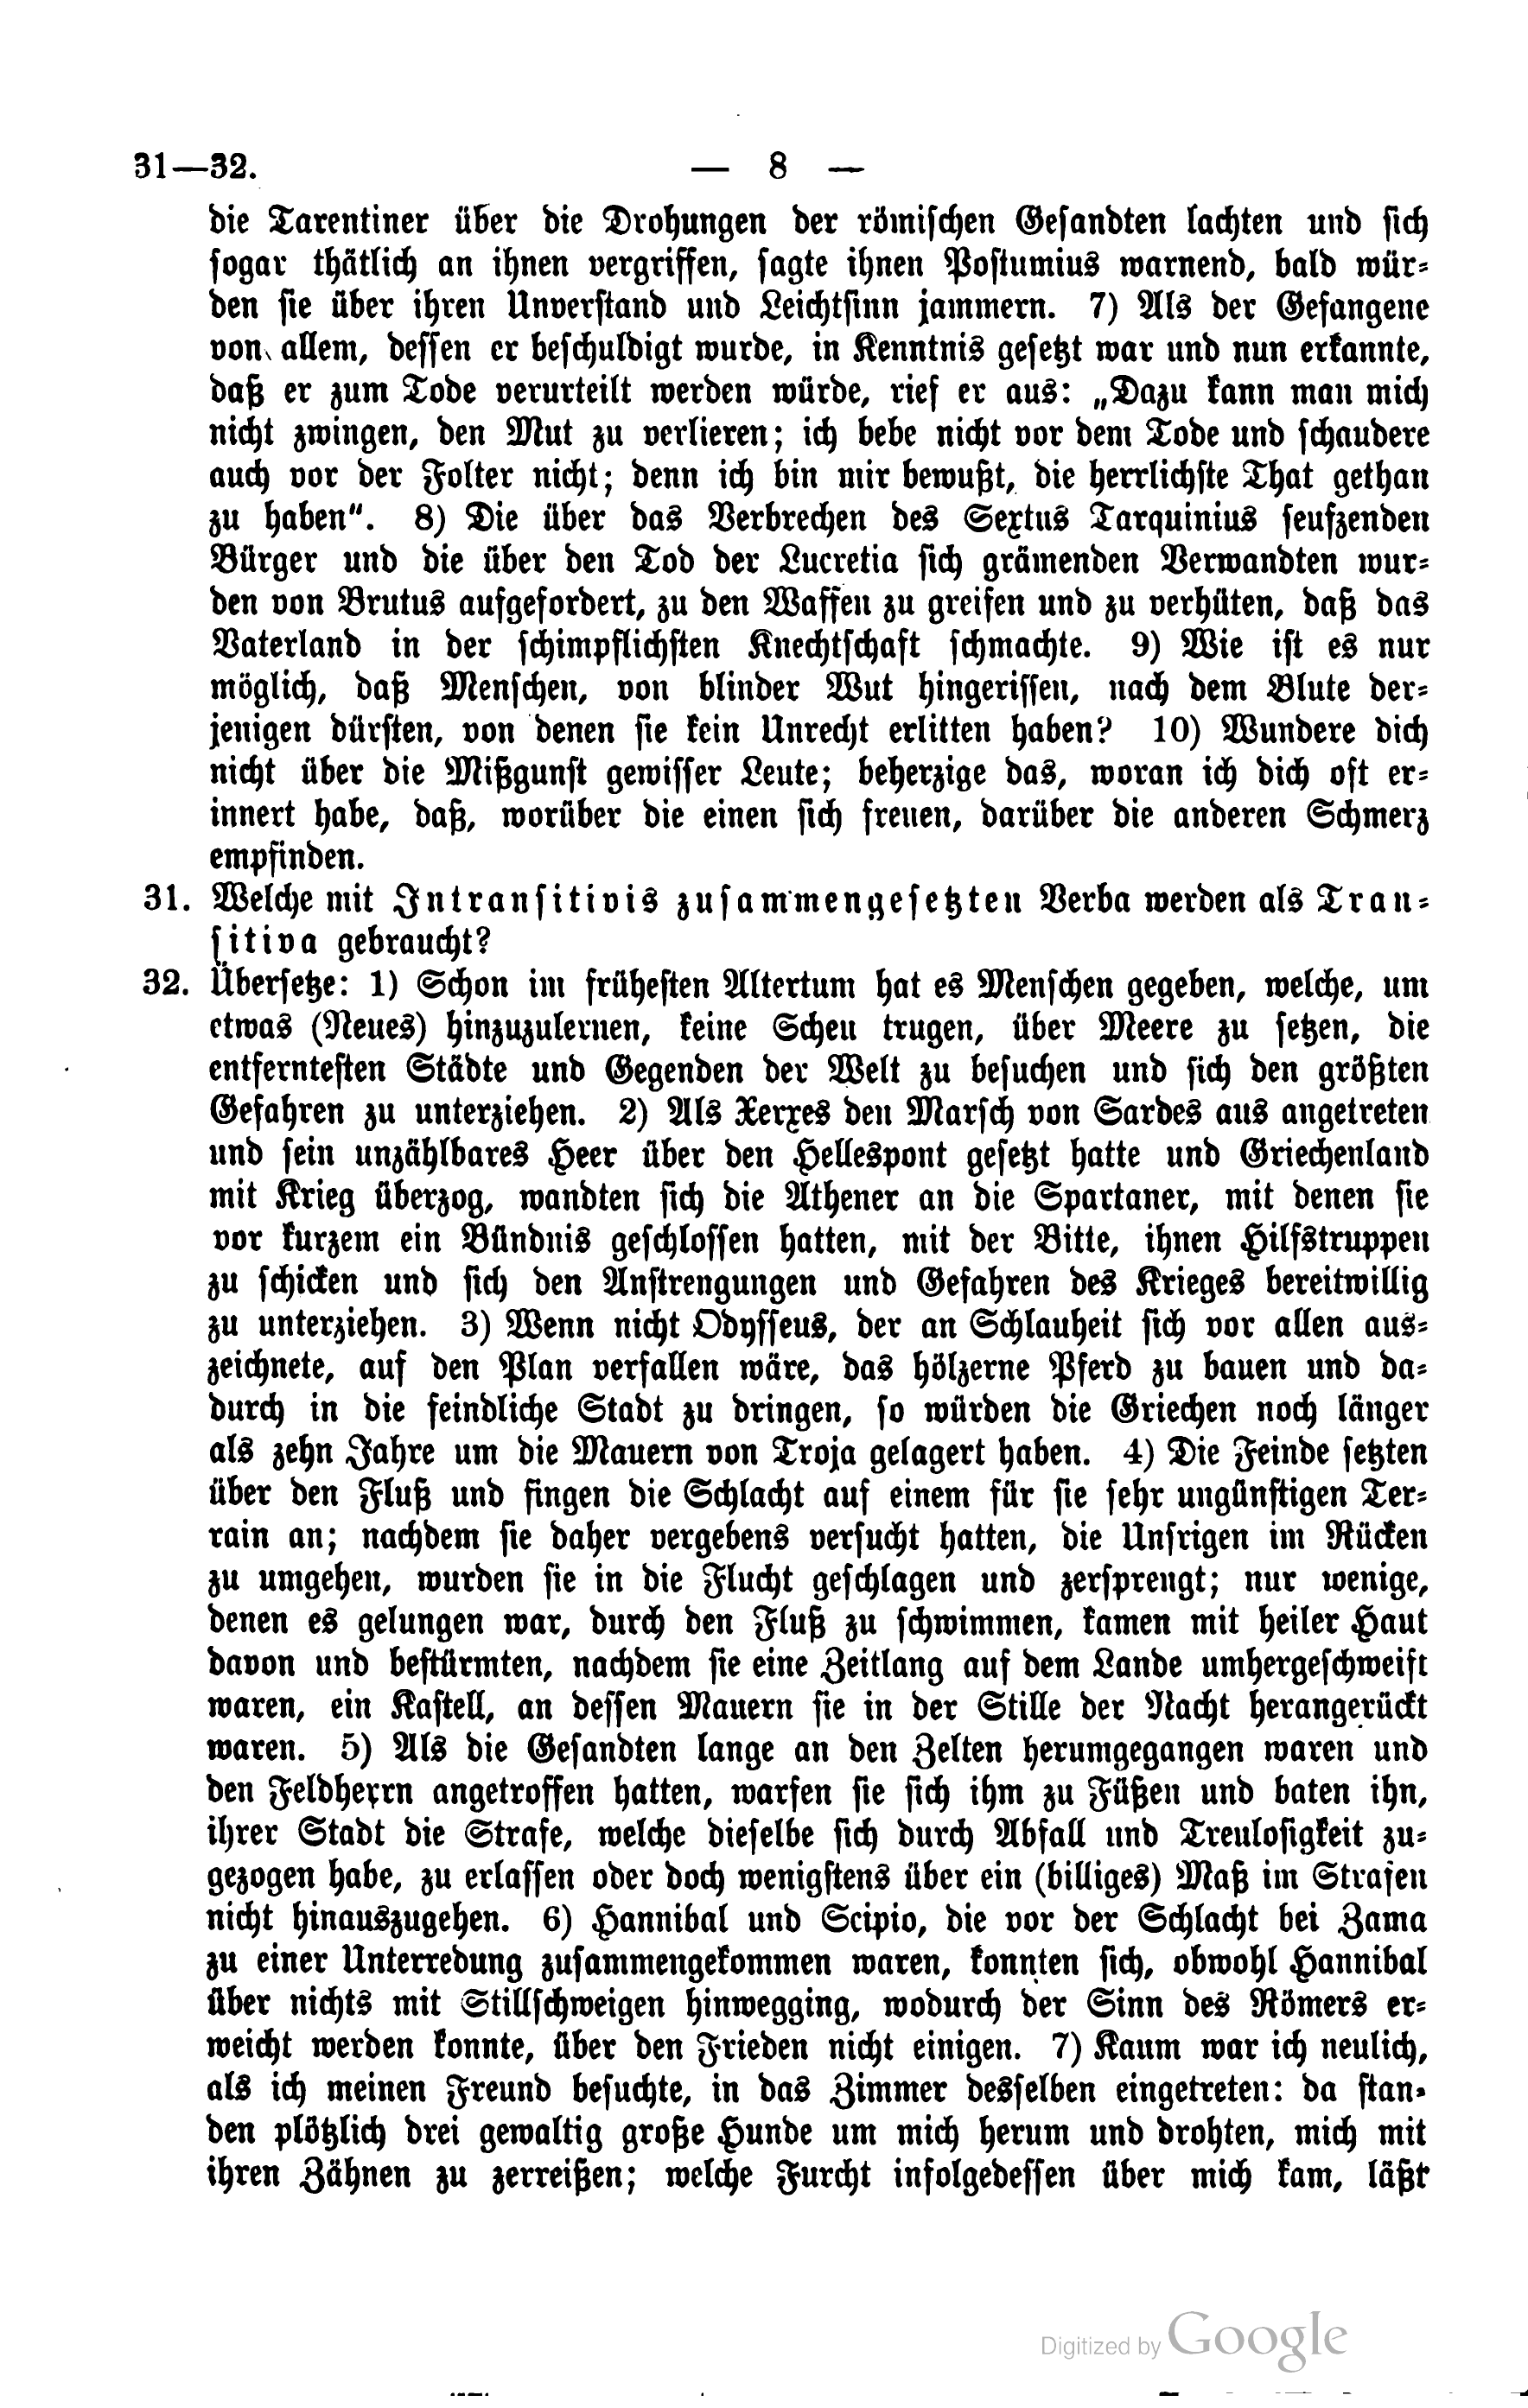 31—32.
— 8 —
die Tarentiner über die Drohungen der römischen Gesandten lachten und sich
sogar thätlich an ihnen vergriffen, sagte ihnen Postumius warnend, bald wür-
den sie über ihren Unverstand und Leichtsinn jammern. 7) Als der Gefangene
von allem, dessen er beschuldigt wurde, in Kenntnis gesetzt war und nun erkannte,
daß er zum Tode verurteilt werden würde, rief er aus: „Dazu kann man mich
nicht zwingen, den Mut zu verlieren; ich bebe nicht vor dem Tode und schaudere
auch vor der Folter nicht; denn ich bin mir bewußt, die herrlichste That gethan
zu haben“. 8) Die über das Verbrechen des Sextus Tarquinius seufzenden
Bürger und die über den Tod der Lucretia sich grämenden Verwandten wur-
den von Brutus aufgefordert, zu den Waffen zu greifen und zu verhüten, daß das
Vaterland in der schimpflichsten Knechtschaft schmachte. 9) Wie ist es nur
möglich, daß Menschen, von blinder Wut hingerissen, nach dem Blute der-
jenigen dürsten, von denen sie kein Unrecht erlitten haben? 10) Wundere dich
nicht über die Mißgunst gewisser Leute; beherzige das, woran ich dich oft er-
innert habe, daß, worüber die einen sich freuen, darüber die anderen Schmerz
empfinden.
31. Welche mit Intransitivis zusammengesetzten Verba werden als Tran-
sitiva gebraucht?
32. Übersetze: 1) Schon im frühesten Altertum hat es Menschen gegeben, welche, um
etwas (Neues) hinzuzulernen, keine Scheu trugen, über Meere zu setzen, die
entferntesten Städte und Gegenden der Welt zu besuchen und sich den größten
Gefahren zu unterziehen. 2) Als Xerxes den Marsch von Sardes aus angetreten
und sein unzählbares Heer über den Hellespont gesetzt hatte und Griechenland
mit Krieg überzog, wandten sich die Athener an die Spartaner, mit denen sie
vor kurzem ein Bündnis geschlossen hatten, mit der Bitte, ihnen Hilfstruppen
zu schicken und sich den Anstrengungen und Gefahren des Krieges bereitwillig
zu unterziehen. 3) Wenn nicht Odysseus, der an Schlauheit sich vor allen aus-
zeichnete, auf den Plan verfallen wäre, das hölzerne Pferd zu bauen und da-
durch in die feindliche Stadt zu dringen, so würden die Griechen noch länger
als zehn Jahre um die Mauern von Troja gelagert haben. 4) Die Feinde setzten
über den Fluß und fingen die Schlacht auf einem für sie sehr ungünstigen Ter-
rain an; nachdem sie daher vergebens versucht hatten, die Unsrigen im Rücken
zu umgehen, wurden sie in die Flucht geschlagen und zersprengt; nur wenige,
denen es gelungen war, durch den Fluß zu schwimmen, kamen mit heiler Haut
davon und bestürmten, nachdem sie eine Zeitlang auf dem Lande umhergeschweift
waren, ein Kastell, an dessen Mauern sie in der Stille der Nacht herangerückt
waren. 5) Als die Gesandten lange an den Zelten herumgegangen waren und
den Feldherrn angetroffen hatten, warfen sie sich ihm zu Füßen und baten ihn,
ihrer Stadt die Strafe, welche dieselbe sich durch Abfall und Treulosigkeit zu-
gezogen habe, zu erlassen oder doch wenigstens über ein (billiges) Maß im Strafen
nicht hinauszugehen. 6) Hannibal und Scipio, die vor der Schlacht bei Zama
zu einer Unterredung zusammengekommen waren, konnten sich, obwohl Hannibal
über nichts mit Stillschweigen hinwegging, wodurch der Sinn des Römers er-
weicht werden konnte, über den Frieden nicht einigen. 7) Kaum war ich neulich,
als ich meinen Freund besuchte, in das Zimmer desselben eingetreten: da stan-
den plötzlich drei gewaltig große Hunde um mich herum und drohten, mich mit
ihren Zähnen zu zerreißen; welche Furcht infolgedessen über mich kam, läßt
Digitized by Google